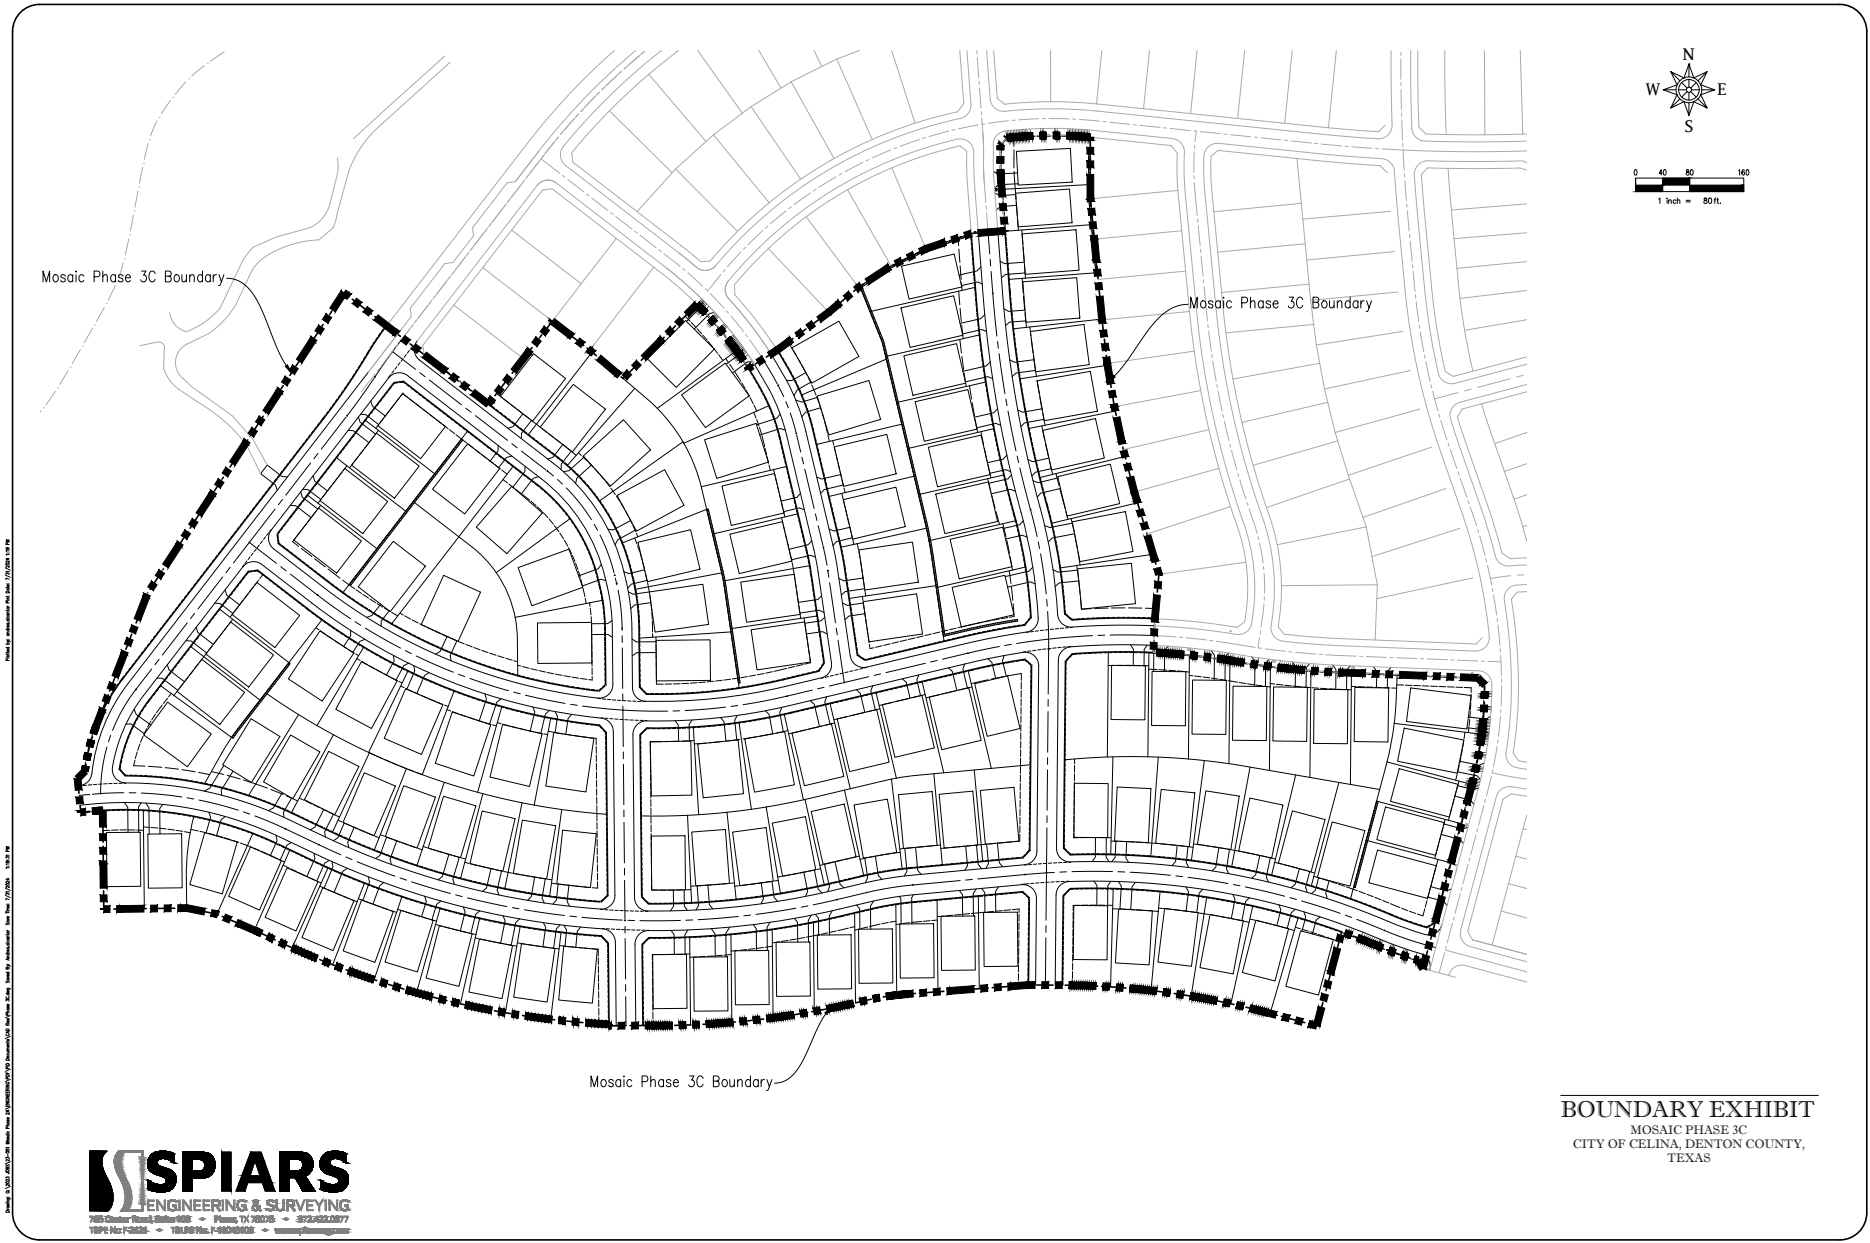 N
W E
S
0 40 80 160
1 inch = 80 ft.
Mosaic Phase 3C Boundary
Mosaic Phase 3C Boundary
Mosaic Phase 3C Boundary
BOUNDARY EXHIBIT
MOSAIC PHASE 3C
CITY OF CELINA, DENTON COUNTY,
TEXAS
SPIARS
ENGINEERING & SURVEYING